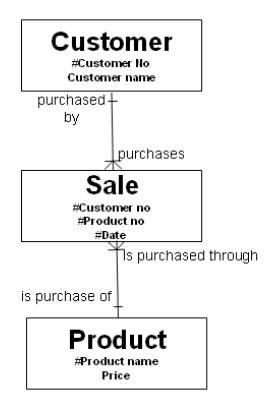 Customer
#Customer No
Customer name
purchased
by
purchases
Sale
#Customer no
#Product no
#Date
Is purchased through
is purchase of
Product
#Product name
Price